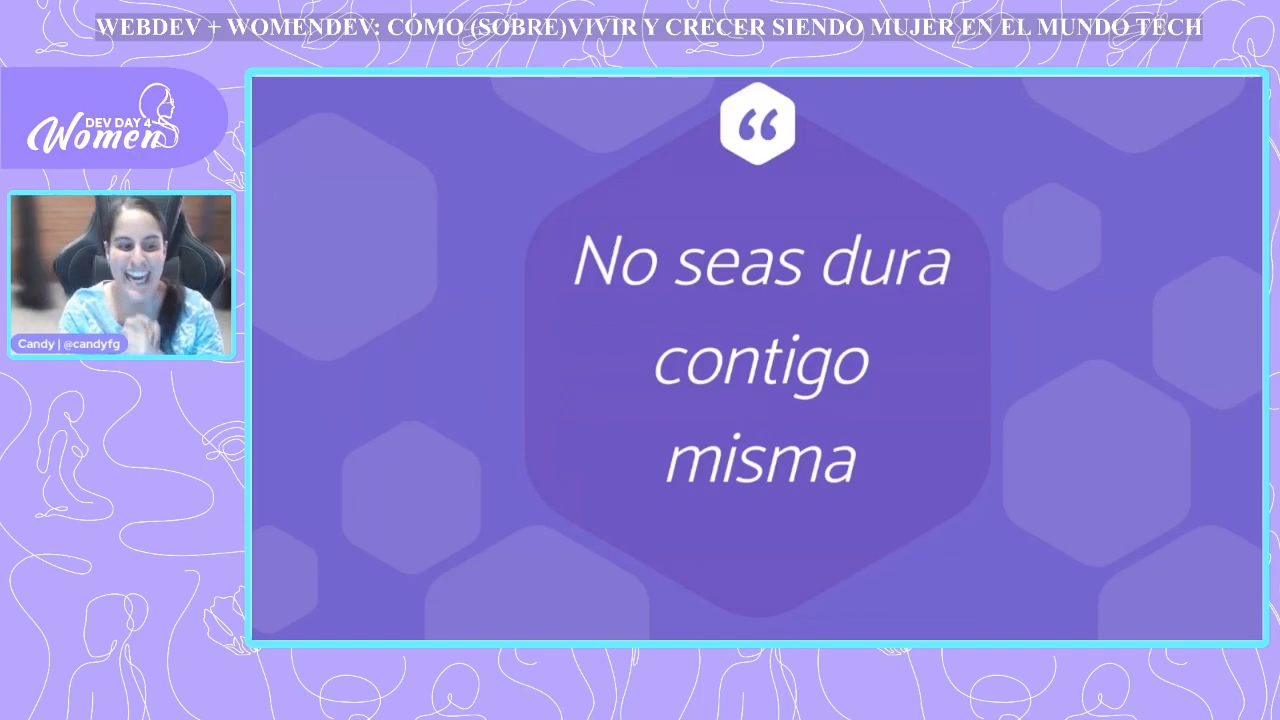 WEBDEV + WOMENDEV: CÓMO (SOBRE)VIVIR Y CRECER SIENDO MUJER EN EL MUNDO TECH
DEV DAY 4
Women
Candy | @candyfg
“
No seas dura
contigo
misma